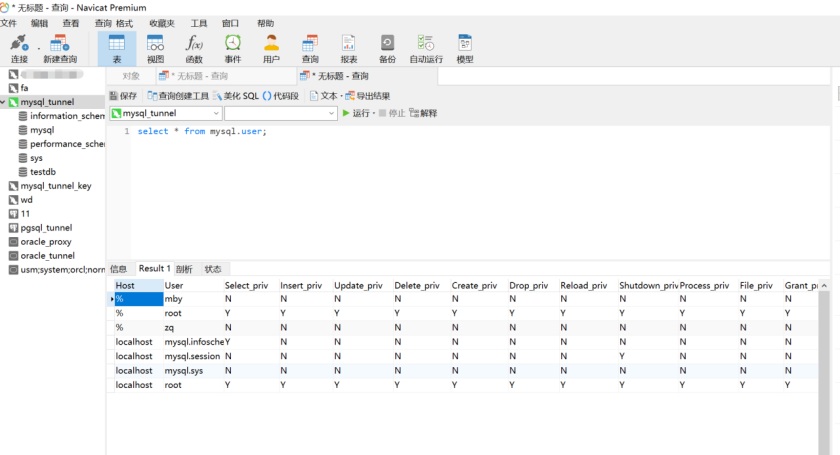 * 无标题 - 查询 - Navicat Premium
文件 编辑 查看 查询 格式 收藏夹 工具 窗口 帮助
连接 新建查询 表 视图 函数 事件 用户 查询 报表 备份 自动运行 模型
对象 * 无标题 - 查询 * 无标题 - 查询
保存 查询创建工具 美化 SQL () 代码段 文本 导出结果
mysql_tunnel 运行 停止 解释
fa
mysql_tunnel
information_schem
mysql
performance_scher
sys
testdb
mysql_tunnel_key
wd
11
pgsql_tunnel
oracle_proxy
oracle_tunnel
usm;system;orcl;norm
1 select * from mysql.user;
信息 Result 1 剖析 状态
Host User Select_priv Insert_priv Update_priv Delete_priv Create_priv Drop_priv Reload_priv Shutdown_priv Process_priv File_priv Grant_pr
% mby N N N N N N N N N N N
% root Y Y Y Y Y Y Y Y Y Y Y
% zq N N N N N N N N N N N
localhost mysql.infosche Y N N N N N N N N N N
localhost mysql.session N N N N N N N Y N N N
localhost mysql.sys N N N N N N N N N N N
localhost root Y Y Y Y Y Y Y Y Y Y Y